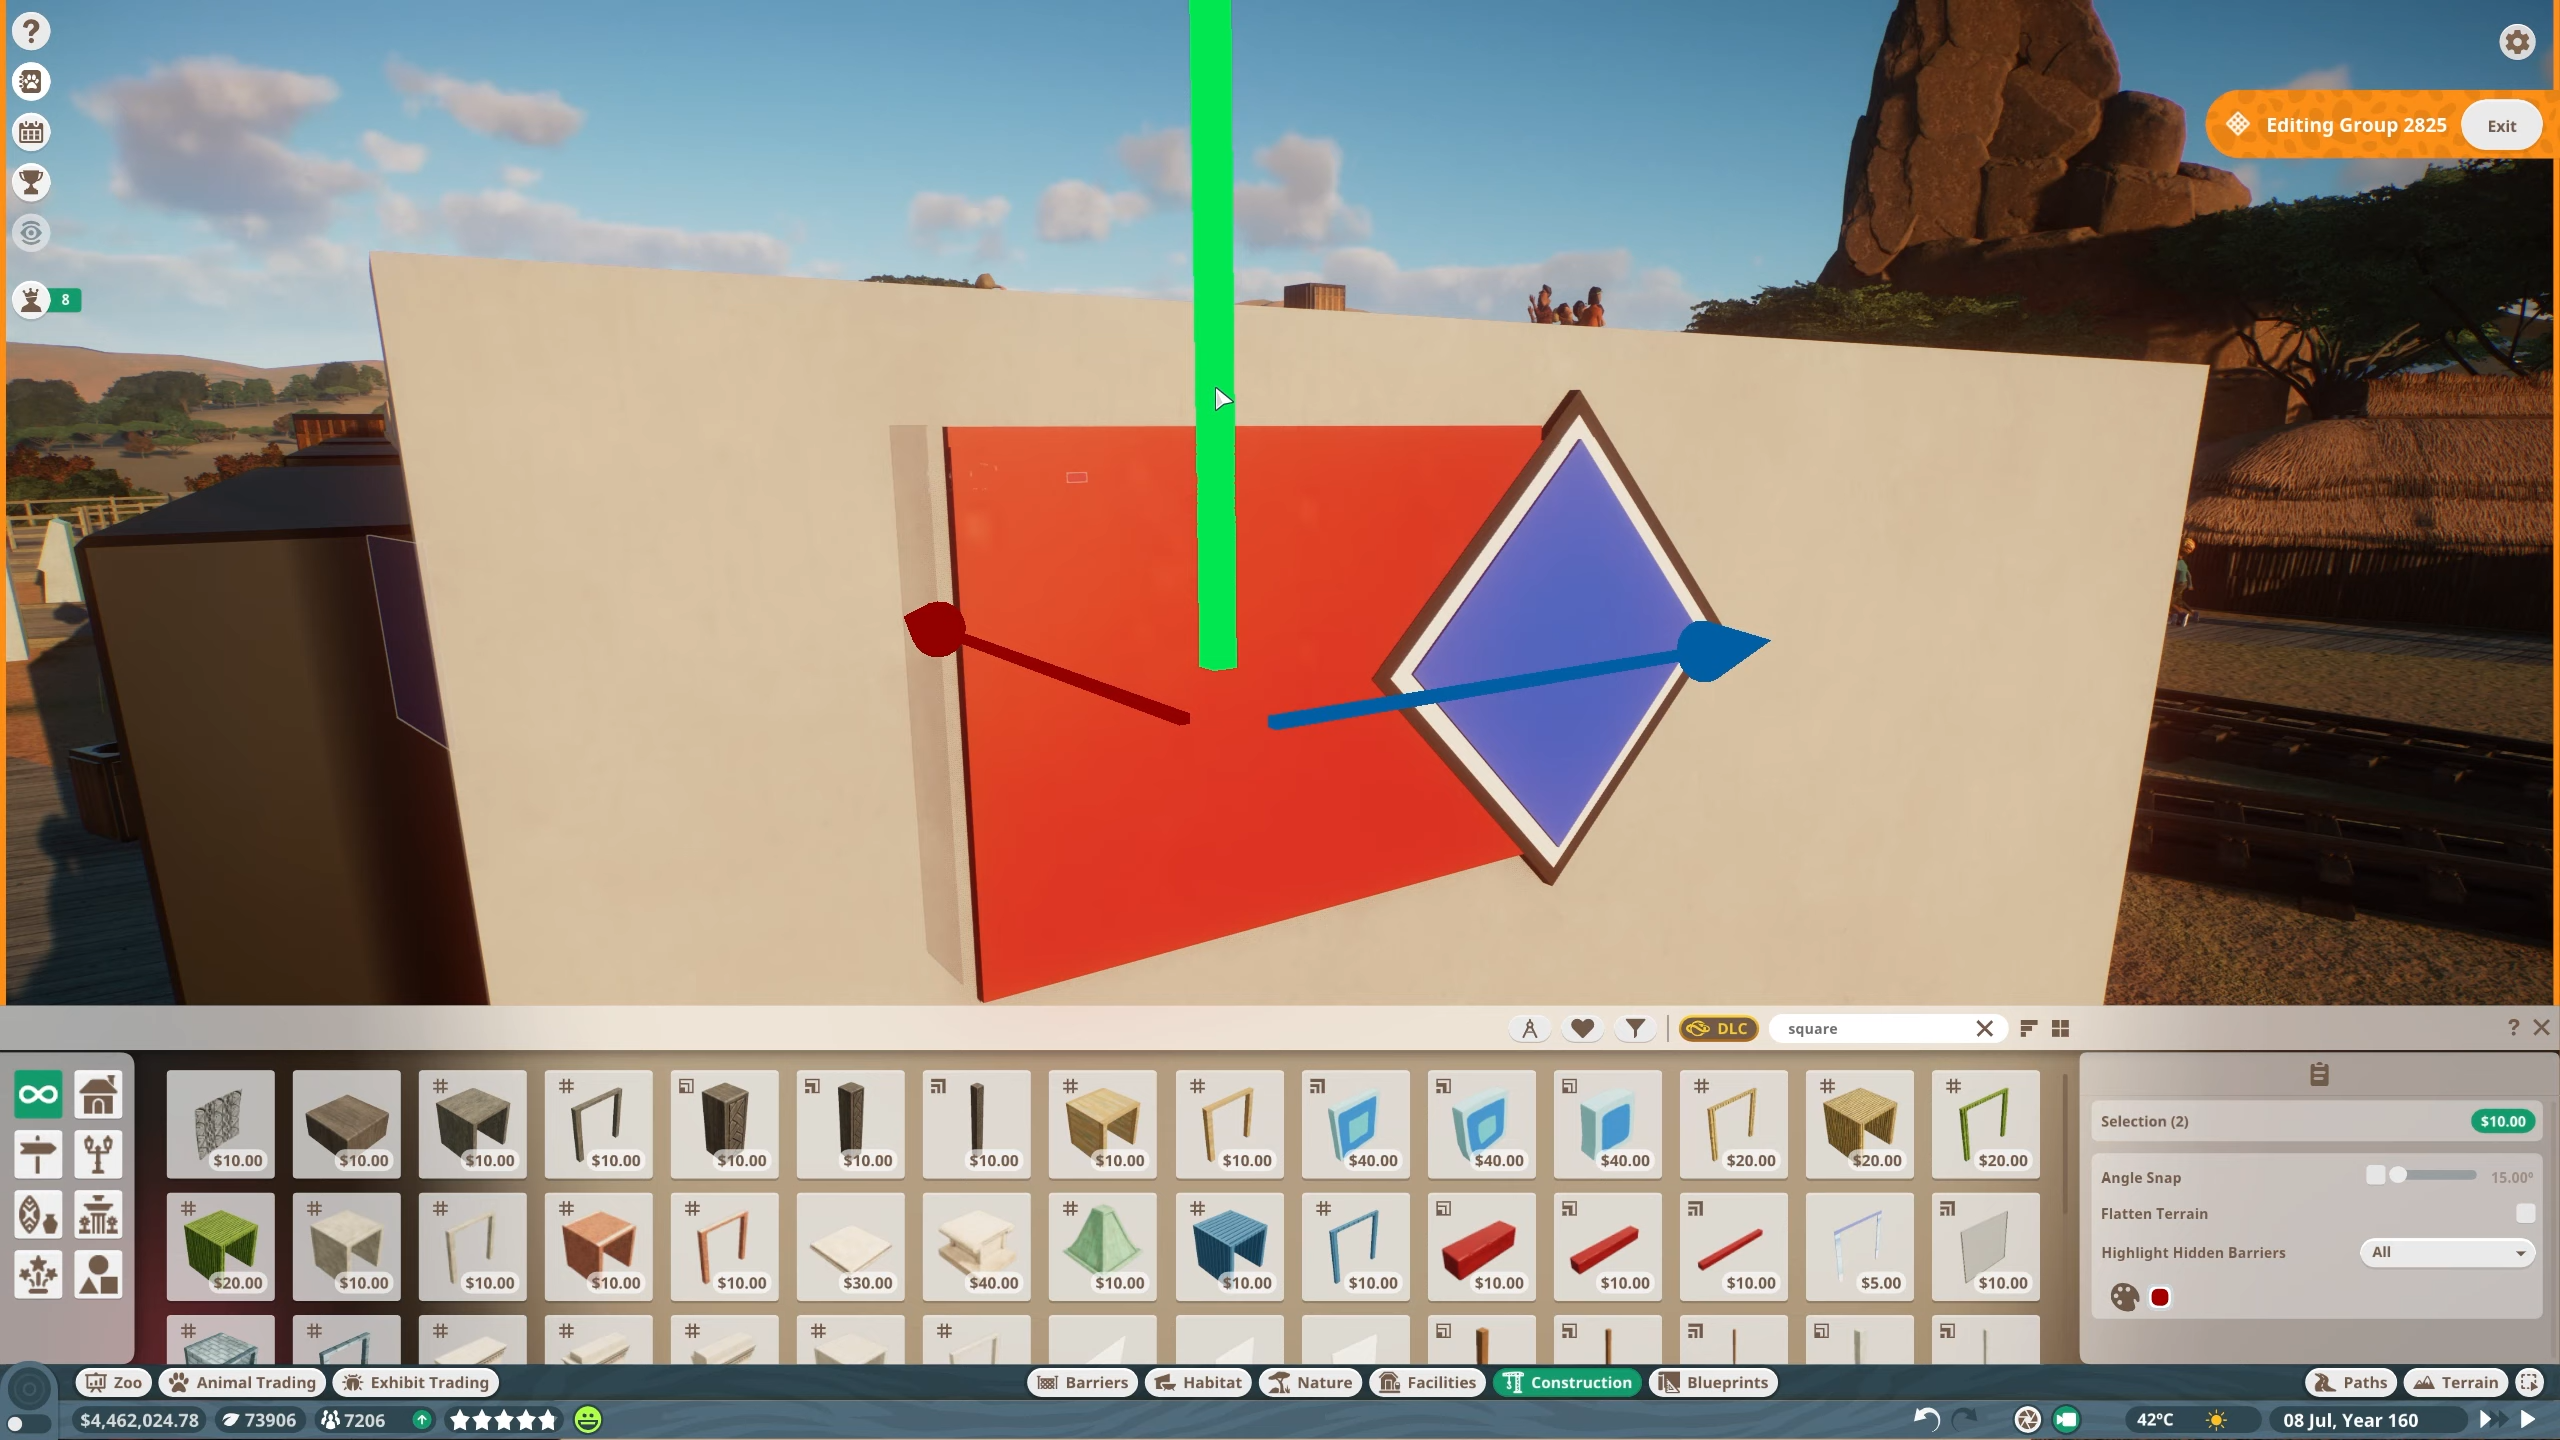 Editing Group 2825
Exit
8
DLC
square
?
$10.00 $10.00 $10.00 $10.00 $10.00 $10.00 $10.00 $10.00 $10.00 $40.00 $40.00 $40.00 $20.00 $20.00 $20.00
$20.00 $10.00 $10.00 $10.00 $10.00 $30.00 $40.00 $10.00 $10.00 $10.00 $10.00 $10.00 $10.00 $5.00 $10.00
Selection (2)
$10.00
Angle Snap
15.00°
Flatten Terrain
Highlight Hidden Barriers
All
Zoo
Animal Trading
Exhibit Trading
Barriers
Habitat
Nature
Facilities
Construction
Blueprints
Paths
Terrain
$4,462,024.78
73906
7206
42°C
08 Jul, Year 160